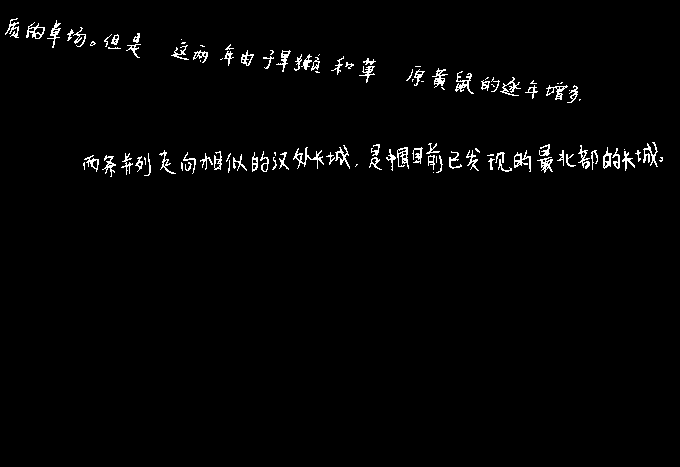 质的草场。但是 这两年由于旱獭和草 原黄鼠的逐年增多.
两条并列走向相似的汉外长城,是中国目前已发现的最北部的长城。